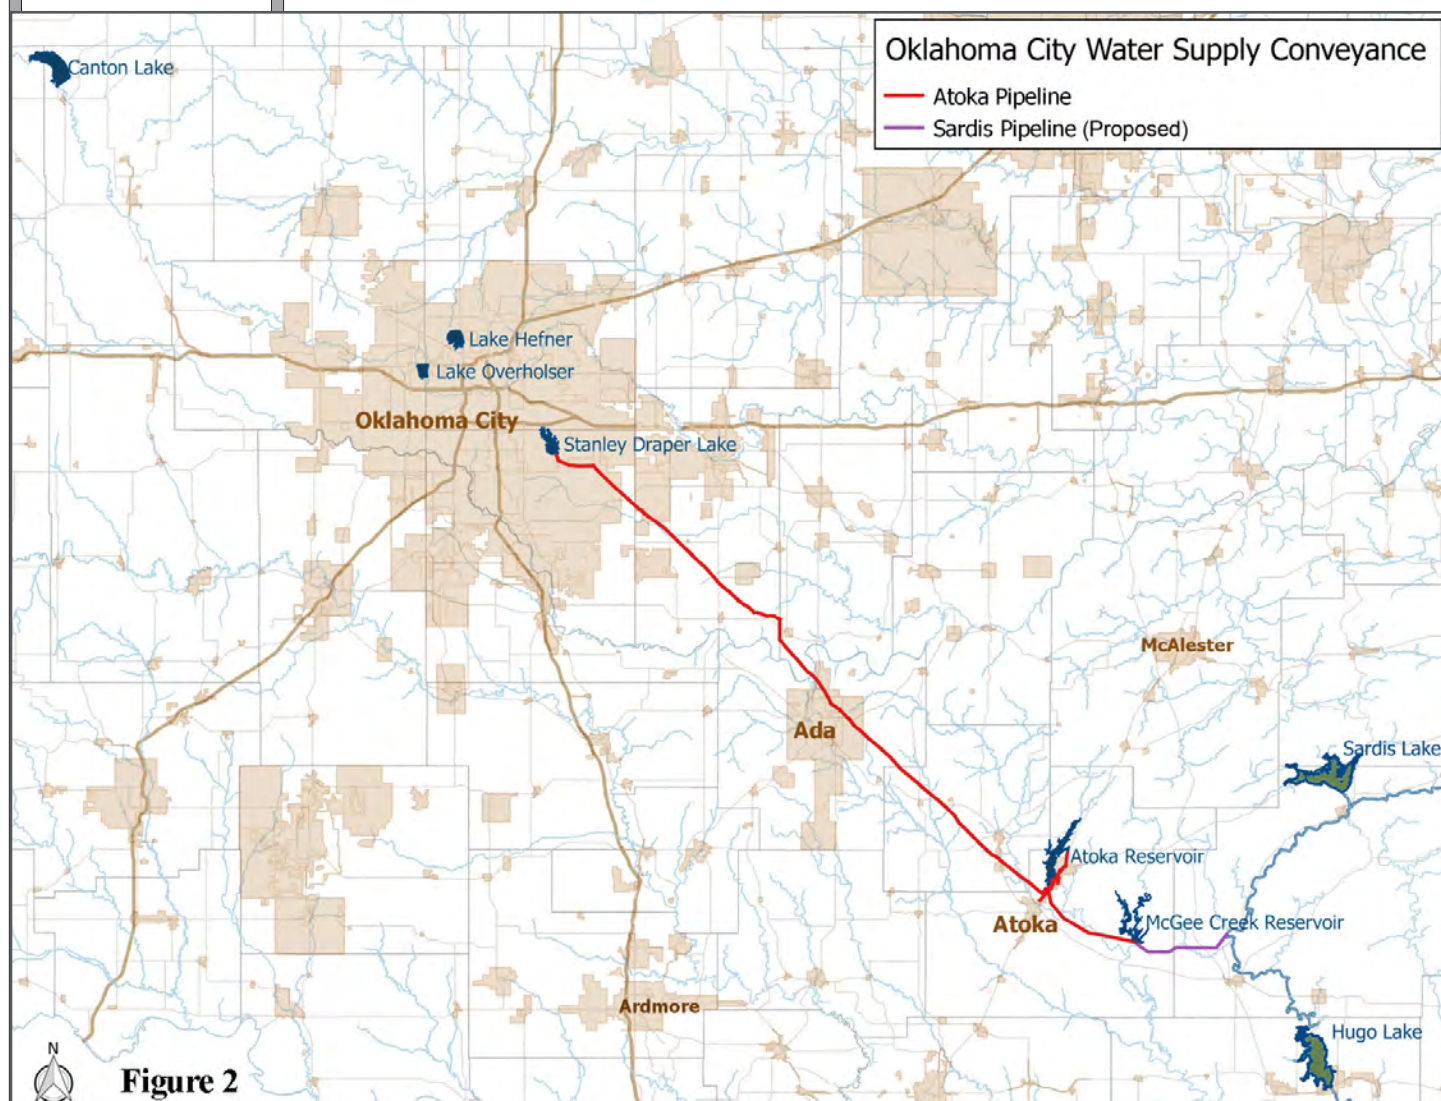 Oklahoma City Water Supply Conveyance
Atoka Pipeline
Sardis Pipeline (Proposed)
Canton Lake
Lake Hefner
Lake Overholser
Oklahoma City
Stanley Draper Lake
McAlester
Ada
Sardis Lake
Atoka Reservoir
Atoka
McGee Creek Reservoir
Ardmore
Hugo Lake
N
Figure 2